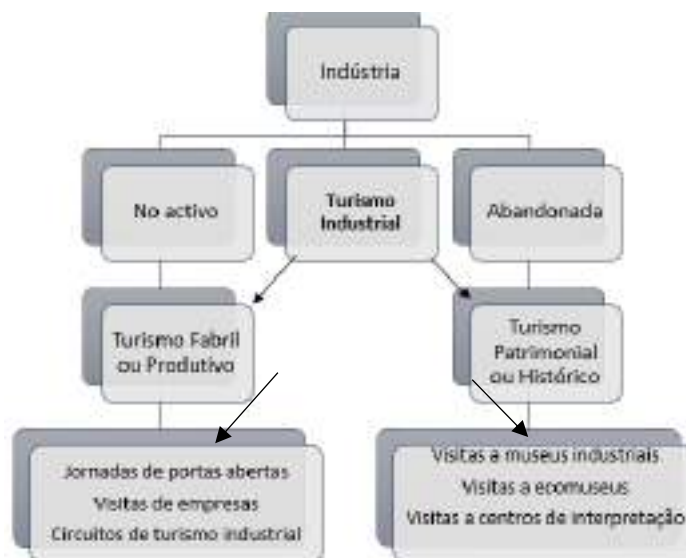 Indústria
No activo
Turismo
Industrial
Abandonada
Turismo Fabril
ou Produtivo
Turismo
Patrimonial
ou Histórico
Jornadas de portas abertas
Visitas de empresas
Circuitos de turismo industrial
Visitas a museus industriais
Visitas a ecomuseus
Visitas a centros de interpretação